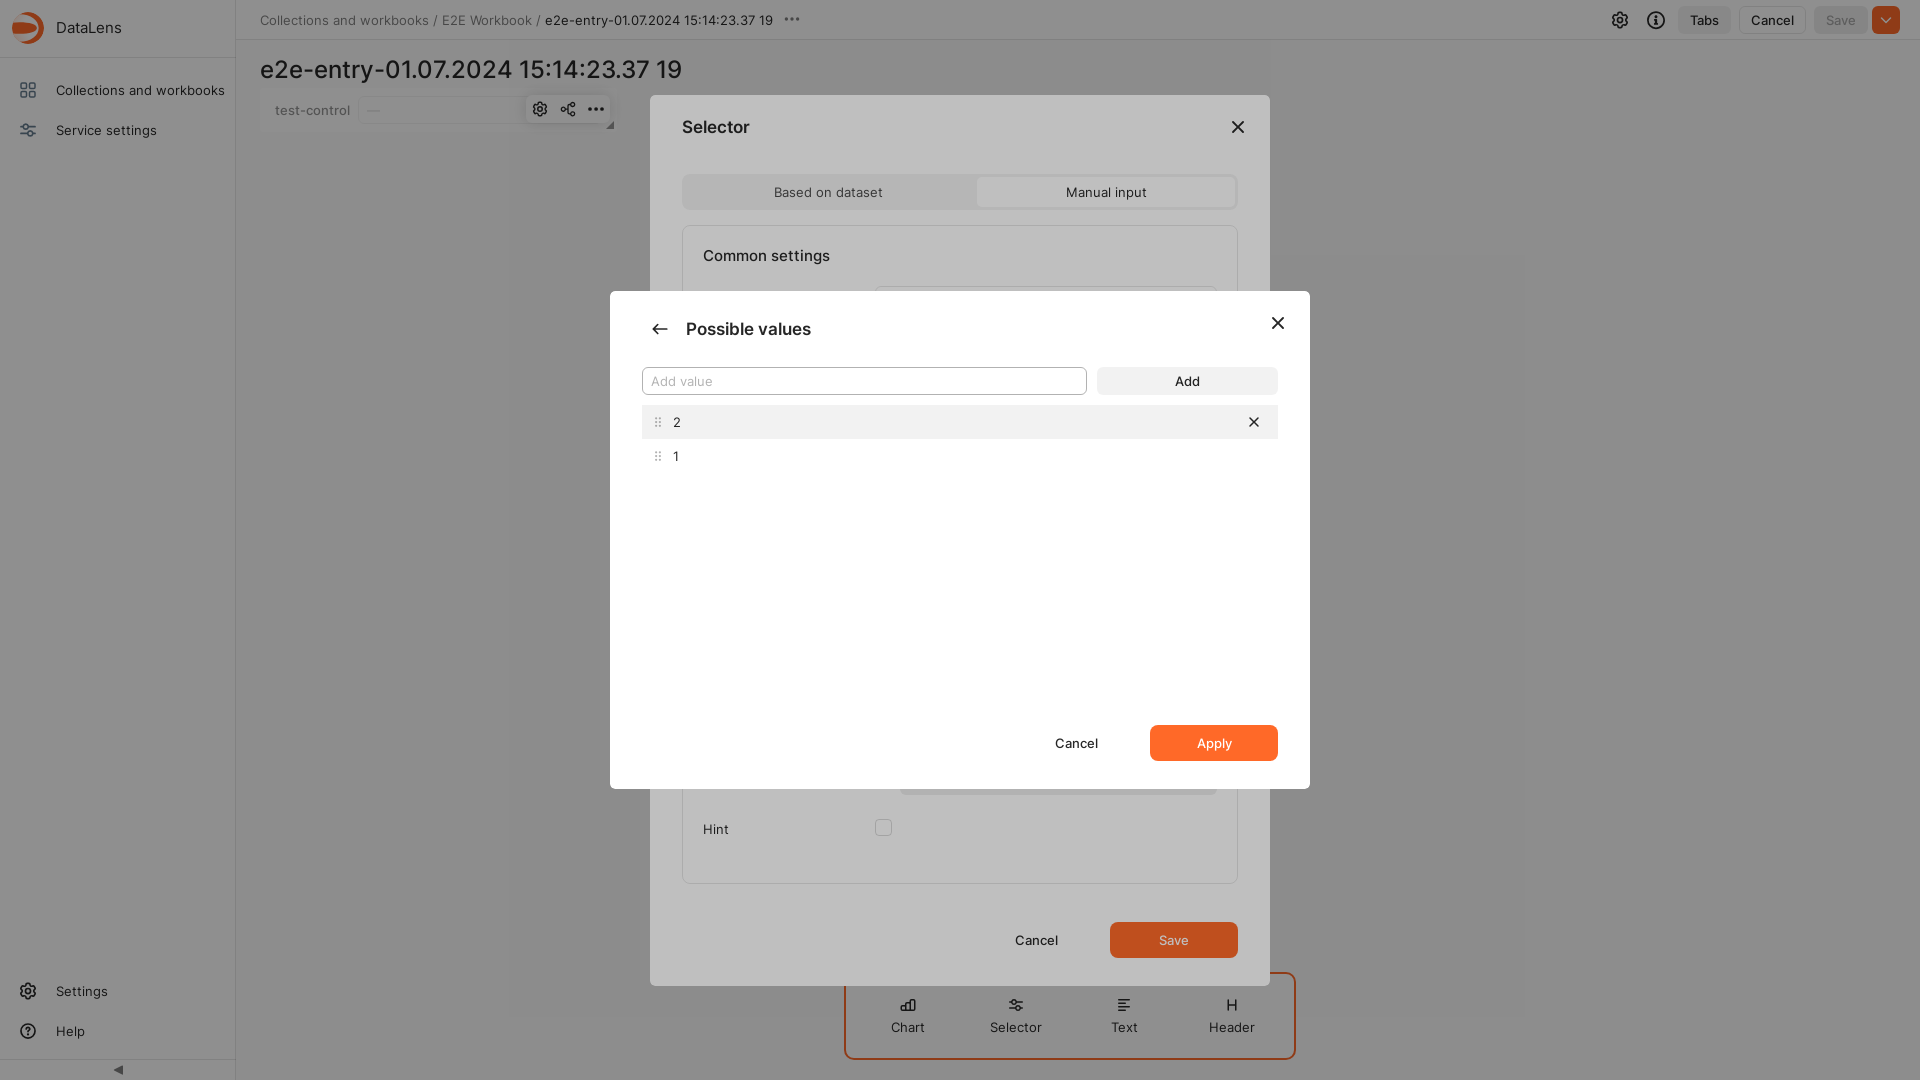 DataLens
Collections and workbooks / E2E Workbook / e2e-entry-01.07.2024 15:14:23.37 19
Tabs
Cancel
Save
Collections and workbooks
Service settings
e2e-entry-01.07.2024 15:14:23.37 19
test-control
—
Selector
Based on dataset
Manual input
Common settings
Possible values
Add value
Add
2
1
Cancel
Apply
Hint
Cancel
Save
Chart
Selector
Text
Header
Settings
Help